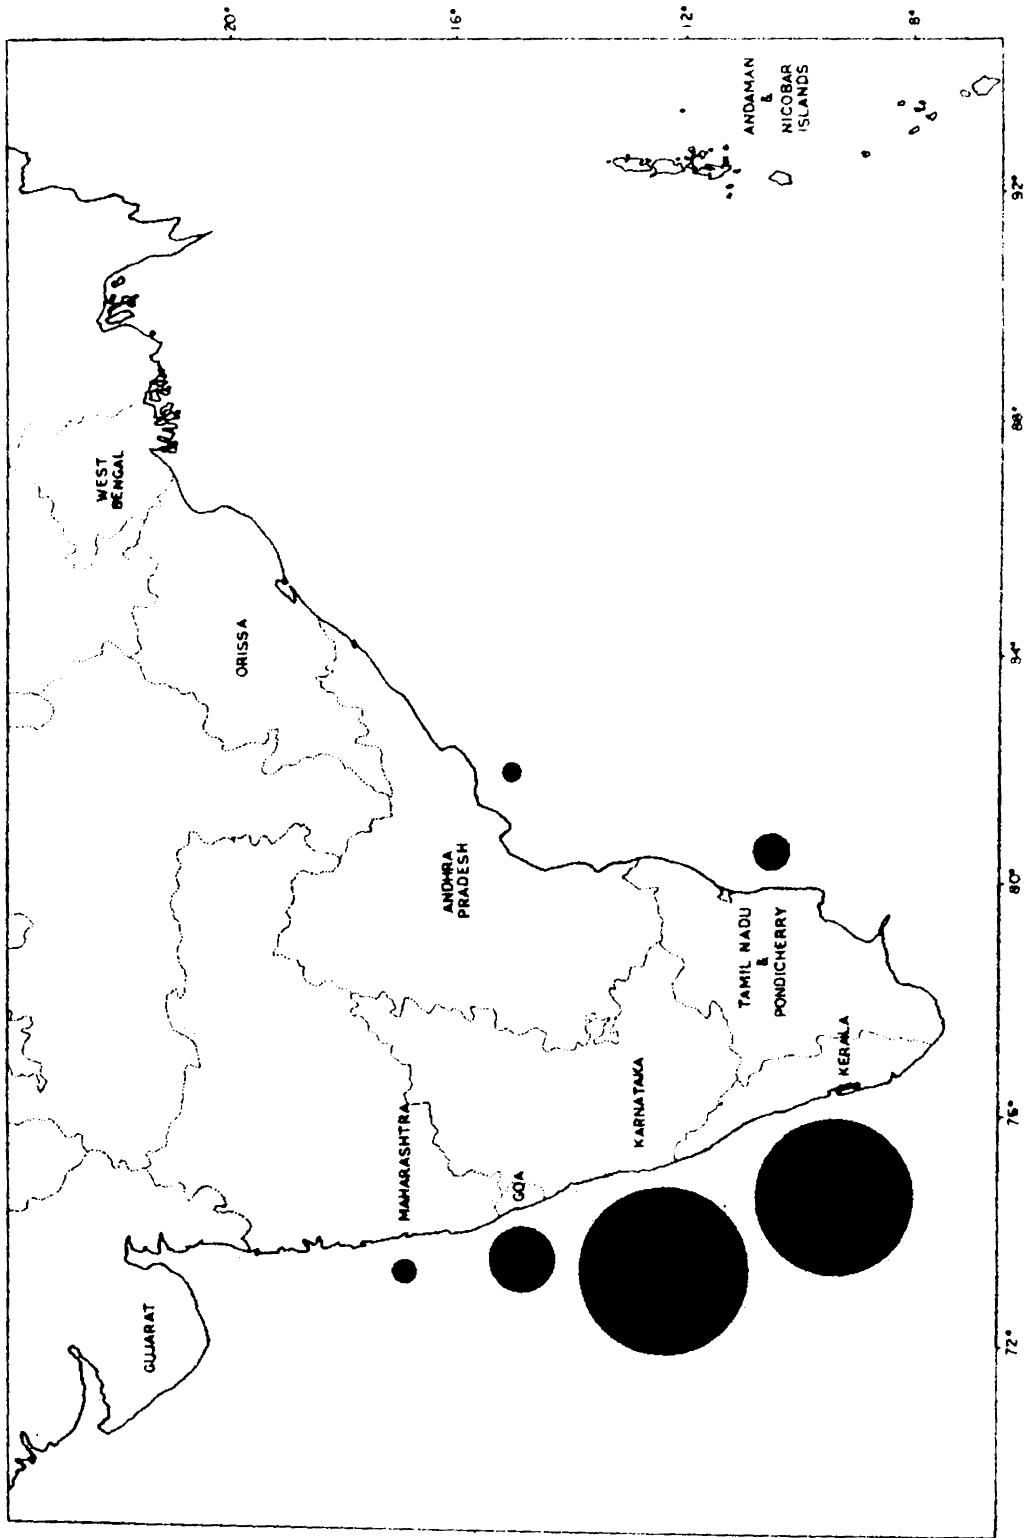 20°
16°
12°
8°
ANDAMAN
&
NICOBAR
ISLANDS
92°
88°
84°
80°
76°
72°
WEST
BENGAL
ORISSA
ANDHRA
PRADESH
TAMIL NADU
&
PONDICHERRY
KERALA
KARNATAKA
GOA
MAHARASHTRA
GUJARAT